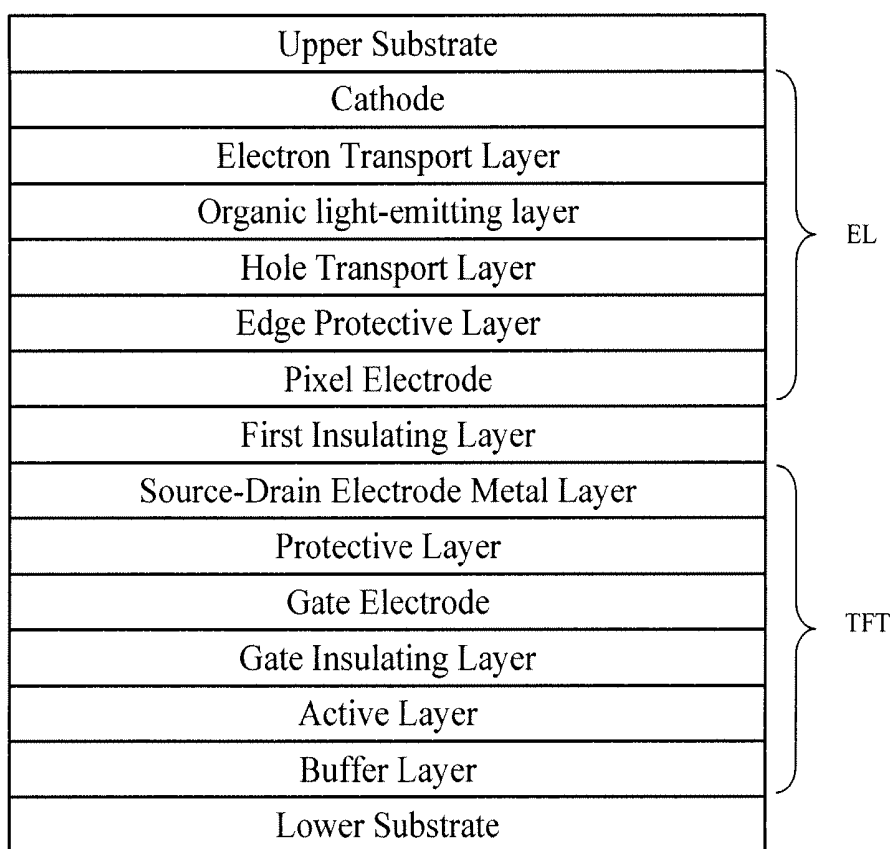 Upper Substrate
Cathode
Electron Transport Layer
Organic light-emitting layer
Hole Transport Layer
Edge Protective Layer
Pixel Electrode
First Insulating Layer
Source-Drain Electrode Metal Layer
Protective Layer
Gate Electrode
Gate Insulating Layer
Active Layer
Buffer Layer
Lower Substrate
EL
TFT